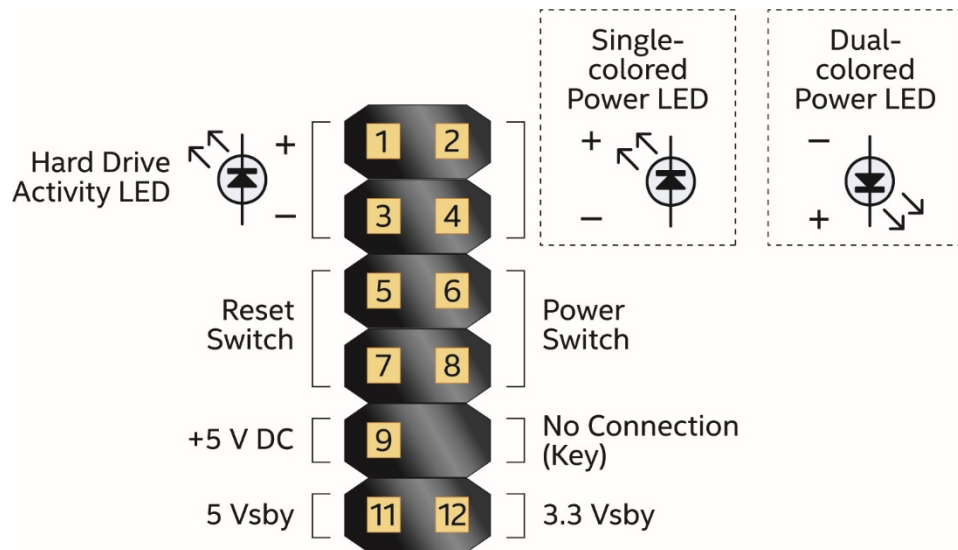 Single-
colored
Power LED
Dual-
colored
Power LED
Hard Drive
Activity LED
+
−
1 2
3 4
+
−
−
+
Reset
Switch
5 6
7 8
Power
Switch
+5 V DC
9
No Connection
(Key)
5 Vsby
11 12
3.3 Vsby